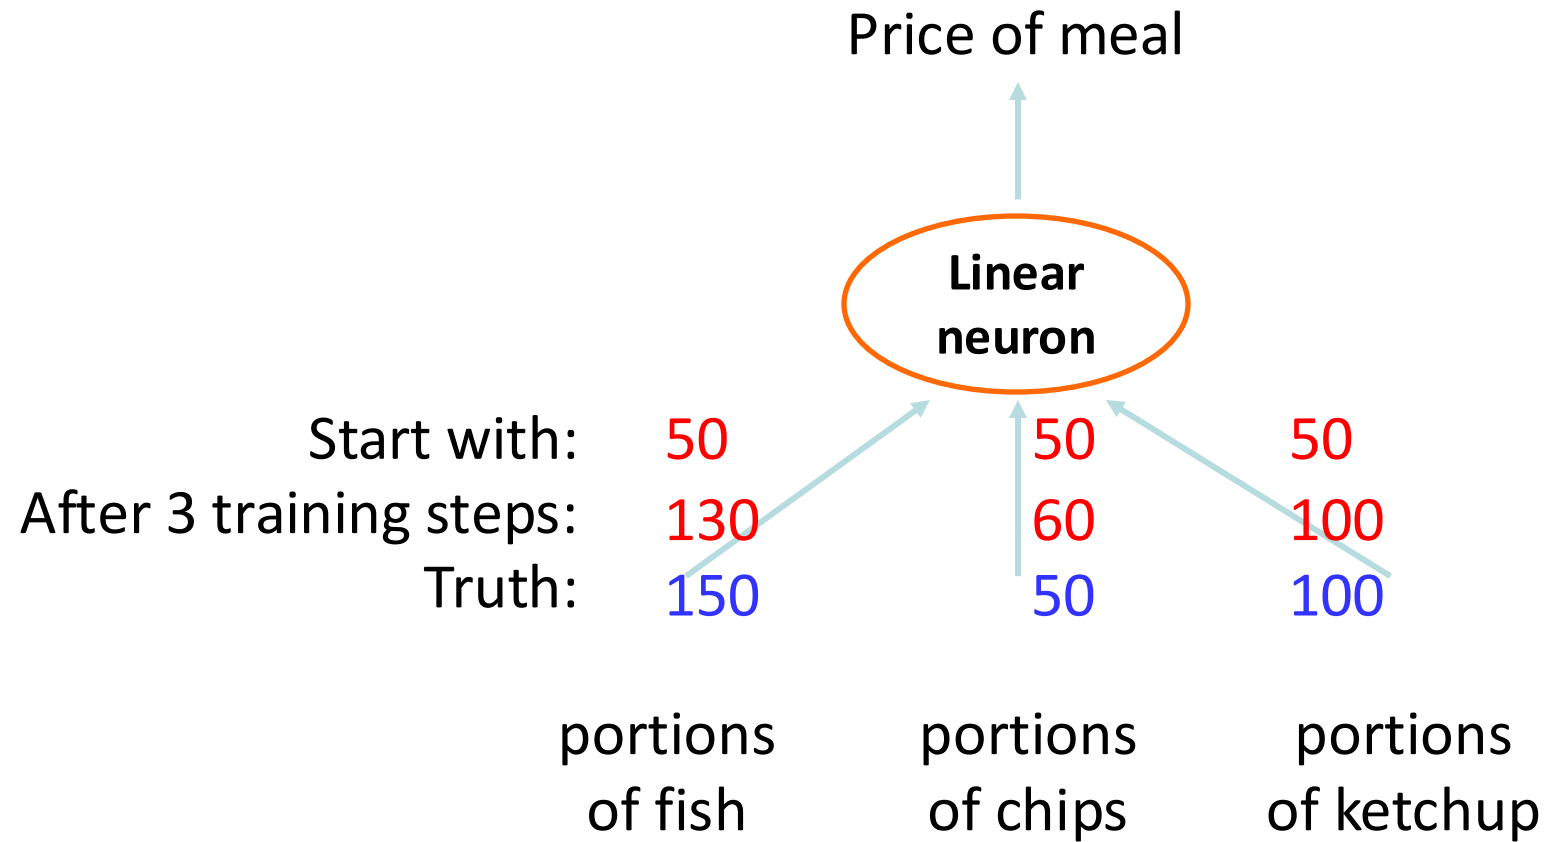 Price of meal
Linear
neuron
Start with: 50 50 50
After 3 training steps: 130 60 100
Truth: 150 50 100
portions portions portions
of fish of chips of ketchup